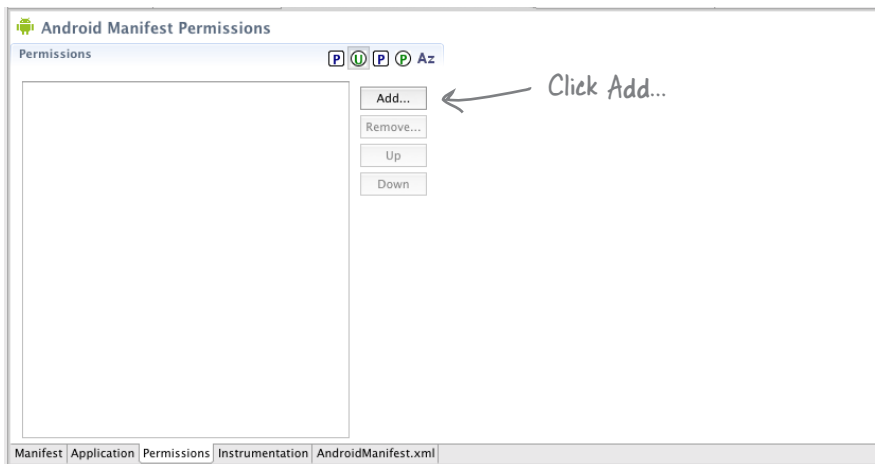 Android Manifest Permissions
Permissions
P U P P Az
Add...
Click Add...
Remove...
Up
Down
Manifest Application Permissions Instrumentation AndroidManifest.xml